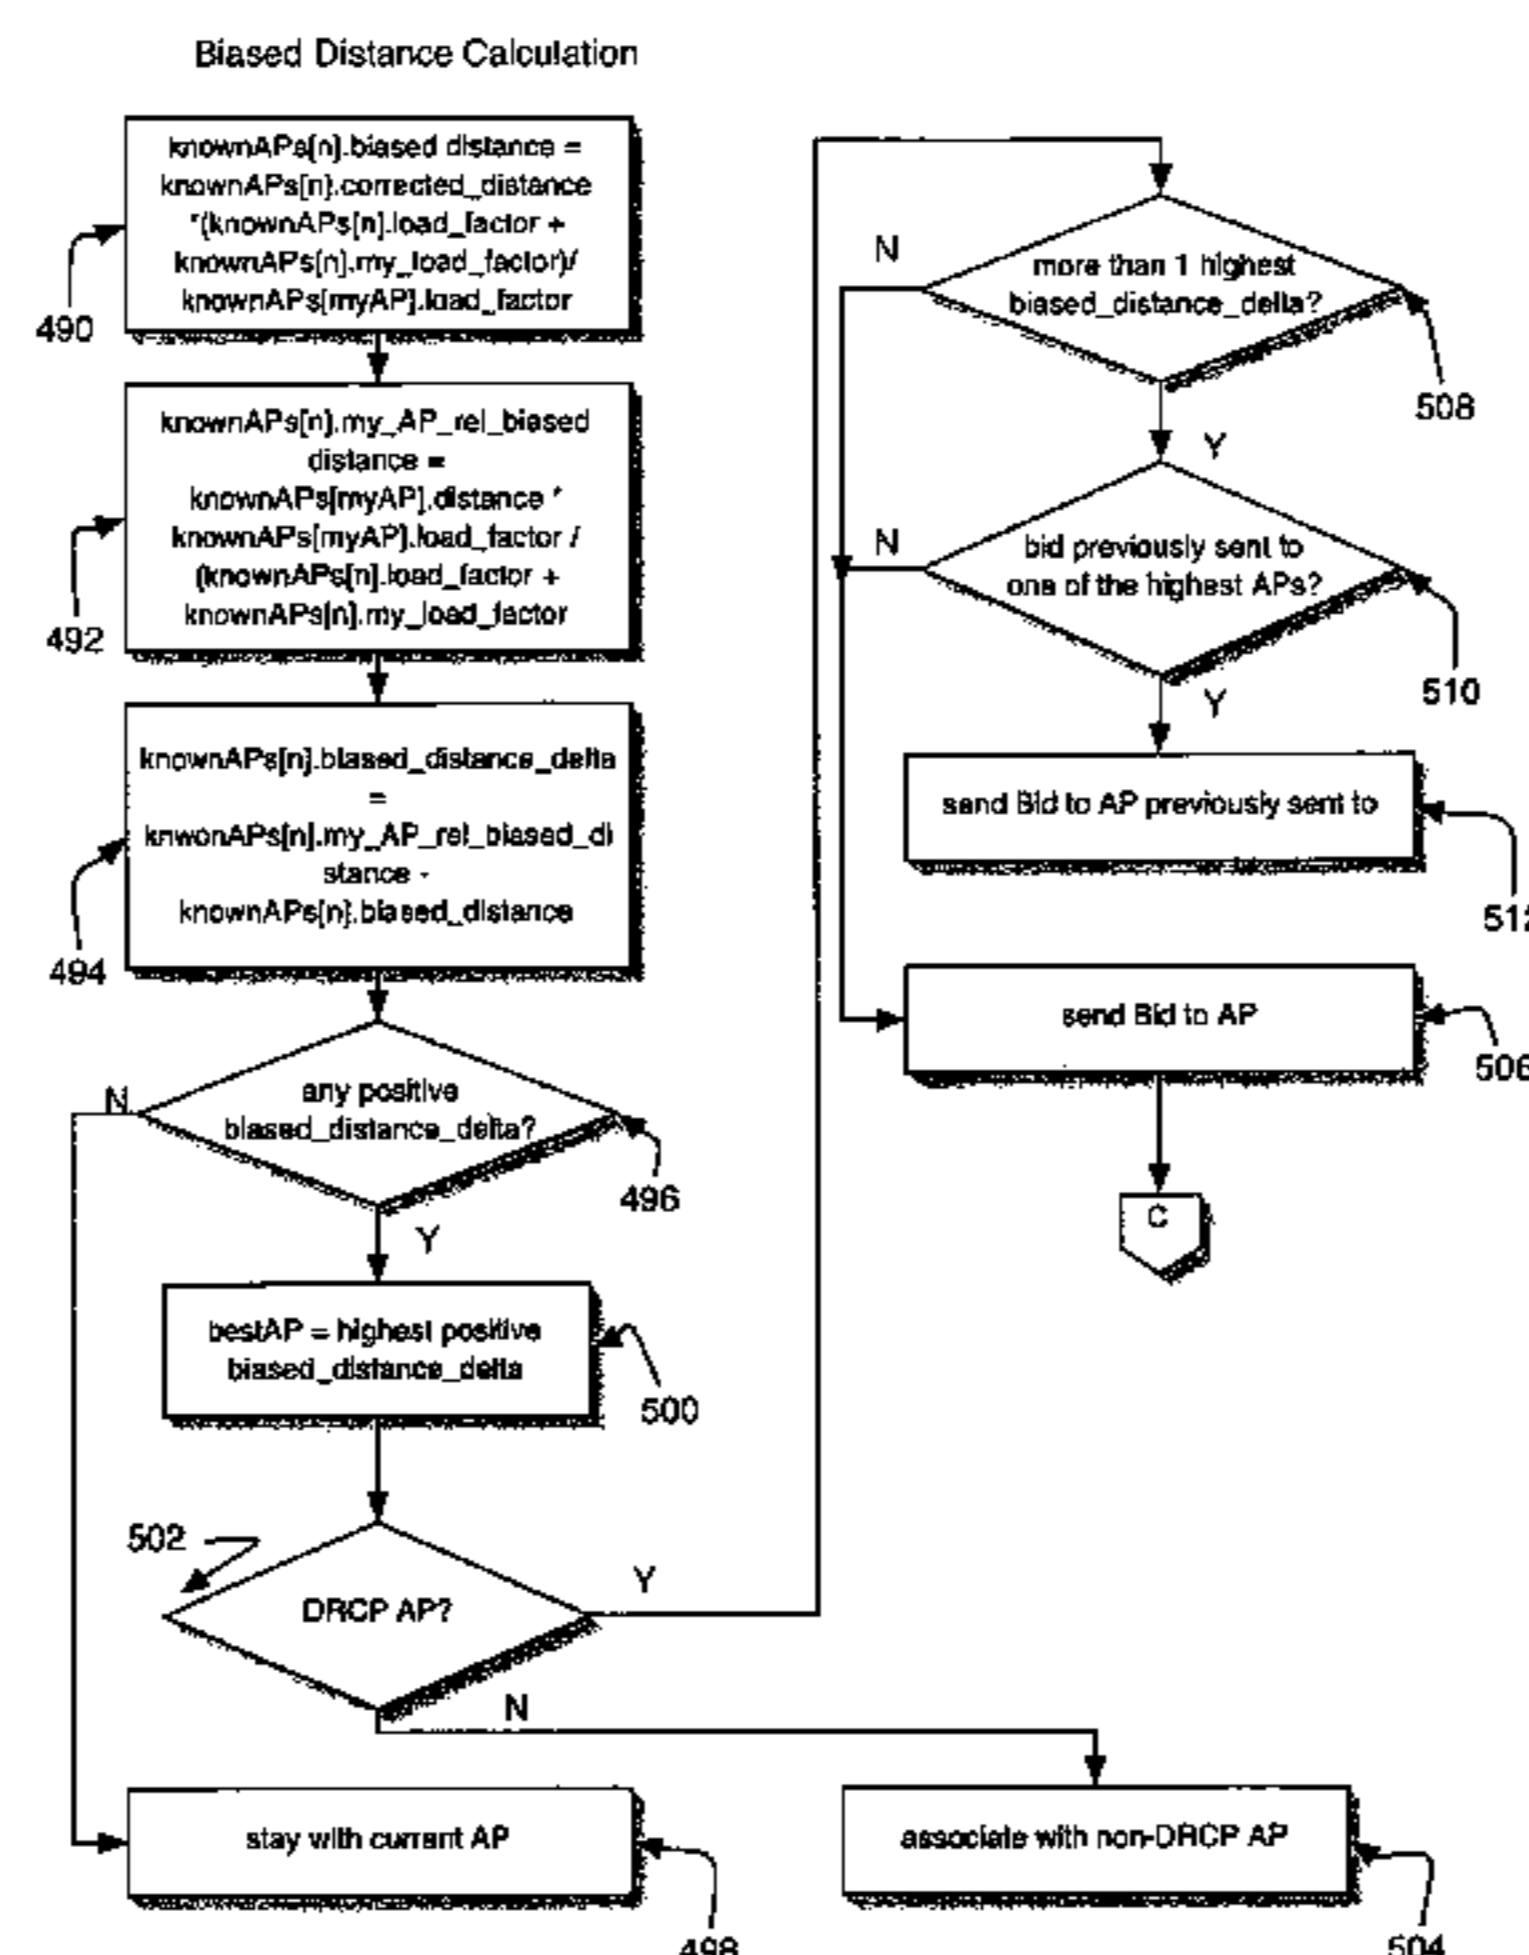 Biased Distance Calculation
knownAPs[n].biased distance =
knownAPs[n].corrected_distance
*(knownAPs[n].load_factor +
knownAPs[n].my_load_factor)/
knownAPs[myAP].load_factor
490
knownAPs[n].my_AP_rel_biased
distance =
knownAPs[myAP].distance *
knownAPs[myAP].load_factor /
(knownAPs[n].load_factor +
knownAPs[n].my_load_factor
492
knownAPs[n].biased_distance_delta
=
knwonAPs[n].my_AP_rel_biased_di
stance -
knownAPs[n].biased_distance
494
N
any positive
biased_distance_delta?
496
Y
bestAP = highest positive
biased_distance_delta
500
502
DRCP AP?
Y
N
stay with current AP
498
associate with non-DRCP AP
504
N
more than 1 highest
biased_distance_delta?
508
Y
N
bid previously sent to
one of the highest APs?
510
Y
send Bid to AP previously sent to
512
send Bid to AP
506
C